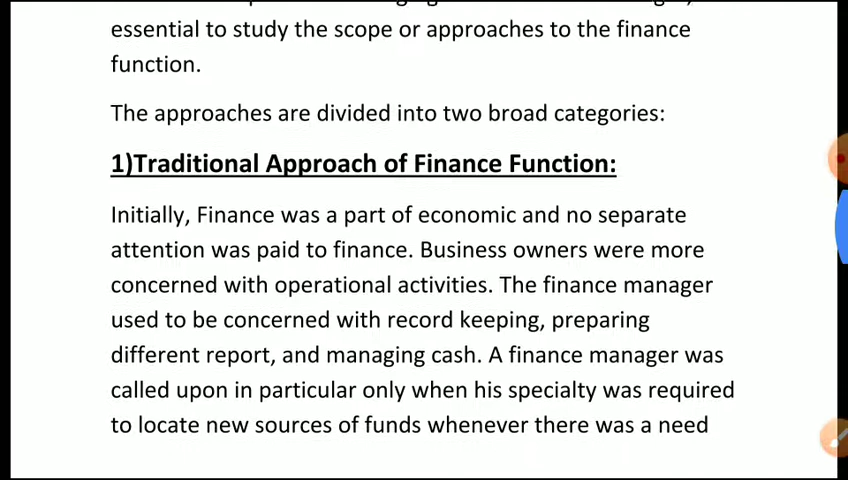 essential to study the scope or approaches to the finance
function.
The approaches are divided into two broad categories:
1)Traditional Approach of Finance Function:
Initially, Finance was a part of economic and no separate
attention was paid to finance. Business owners were more
concerned with operational activities. The finance manager
used to be concerned with record keeping, preparing
different report, and managing cash. A finance manager was
called upon in particular only when his specialty was required
to locate new sources of funds whenever there was a need